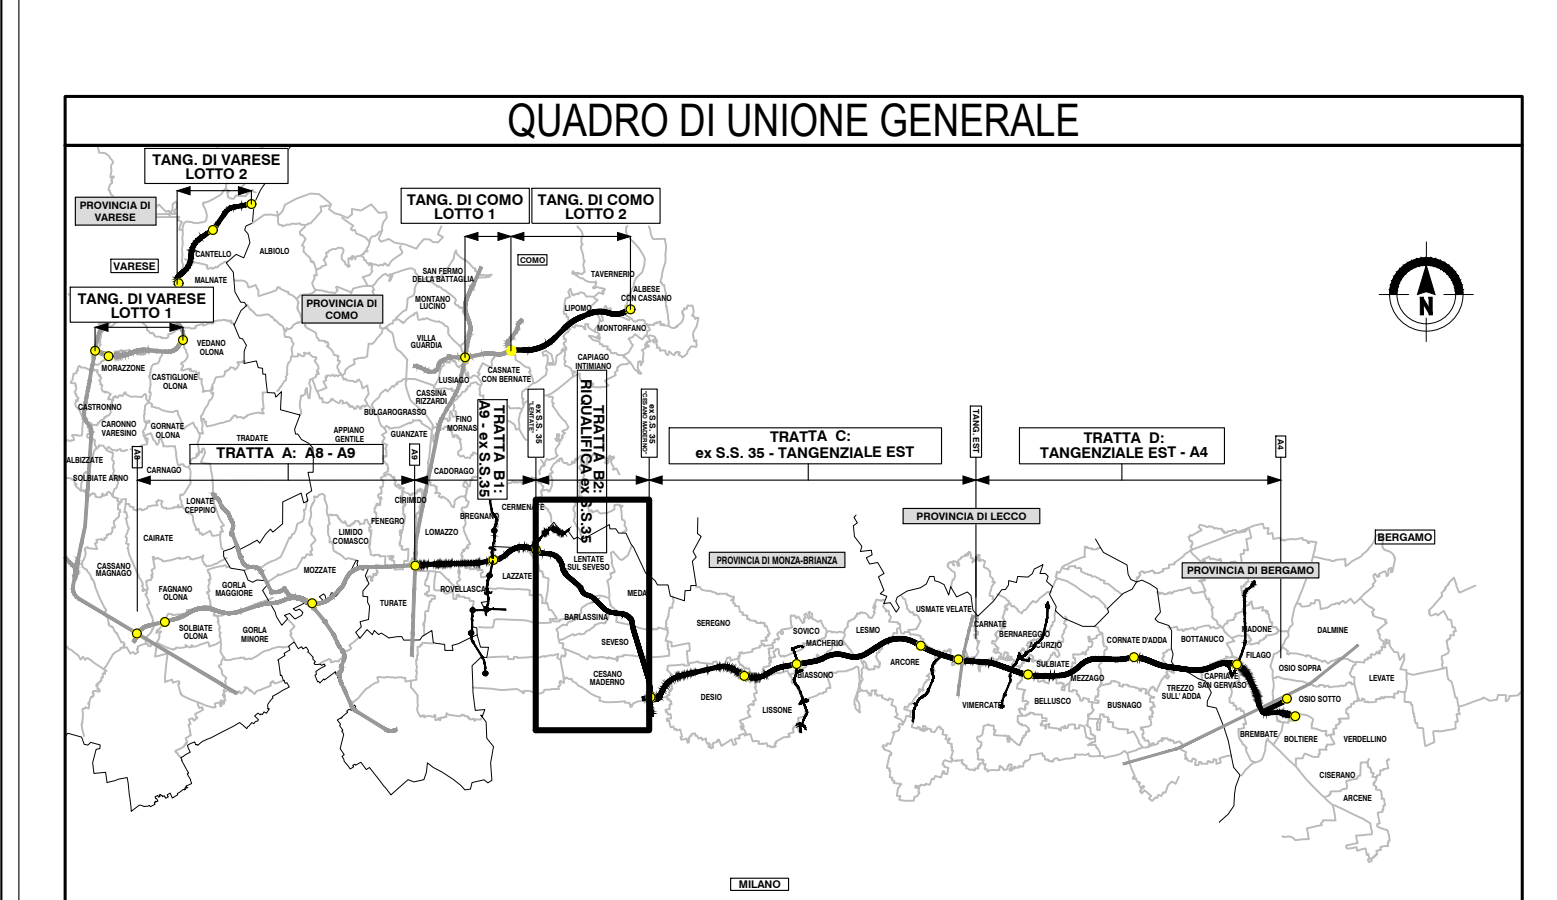 QUADRO DI UNIONE GENERALE
TANG. DI VARESE
LOTTO 2
PROVINCIA DI
VARESE
CANTELLO
ALBIOLO
VARESE
MALNATE
TANG. DI VARESE
LOTTO 1
VEDANO
OLONA
MORAZZONE
CASTIGLIONE
OLONA
PROVINCIA DI
COMO
TANG. DI COMO
LOTTO 1
TANG. DI COMO
LOTTO 2
COMO
SAN FERMO
DELLA BATTAGLIA
MONTANO
LUCINO
VILLA
GUARDIA
TAVERNERIO
ALBESE
CON CASSANO
LIPOMO
MONTORFANO
CAPIAGO
INTIMIANO
CASNATE
CON BERNATE
LUSIAGO
CASSINA
RIZZARDI
BULGAROGRASSO
FINO
MORNAS
GUANZATE
APPIANO
GENTILE
CASTRONNO
CARONNO
VARESINO
GORNATE
OLONA
TRADATE
ALBIZZATE
SOLBIATE ARNO
CARNAGO
A8
TRATTA A: A8 - A9
A9
CADORAGO
TRATTA B1:
A9 - ex S.S.35
ex S.S. 35
"LENTATE"
TRATTA B2:
RIQUALIFICA ex S.S.35
ex S.S. 35
"CESANO MADERNO"
TRATTA C:
ex S.S. 35 - TANGENZIALE EST
TANG. EST
TRATTA D:
TANGENZIALE EST - A4
A4
LONATE
CEPPINO
CIRIMIDO
FENEGRO
LIMIDO
COMASCO
LOMAZZO
BREGNANO
CERMENATE
CAIRATE
CASSANO
MAGNAGO
FAGNANO
OLONA
GORLA
MAGGIORE
MOZZATE
TURATE
ROVELLASCA
LAZZATE
LENTATE
SUL SEVESO
MEDA
BARLASSINA
SEVESO
CESANO
MADERNO
SOLBIATE
OLONA
GORLA
MINORE
PROVINCIA DI LECCO
PROVINCIA DI MONZA-BRIANZA
BERGAMO
PROVINCIA DI BERGAMO
SEREGNO
DESIO
SOVICO
MACHERIO
BIASSONO
LISSONE
LESMO
ARCORE
USMATE VELATE
CARNATE
BERNAREGGIO
SULBIATE
MEZZAGO
VIMERCATE
BELLUSCO
CORNATE D'ADDA
BUSNAGO
BOTTANUCO
TREZZO
SULL' ADDA
MADONE
FILAGO
CAPRIATE
SAN GERVASO
DALMINE
OSIO SOPRA
OSIO SOTTO
LEVATE
BREMBATE
BOLTIERE
VERDELLINO
CISERANO
ARCENE
N
MILANO